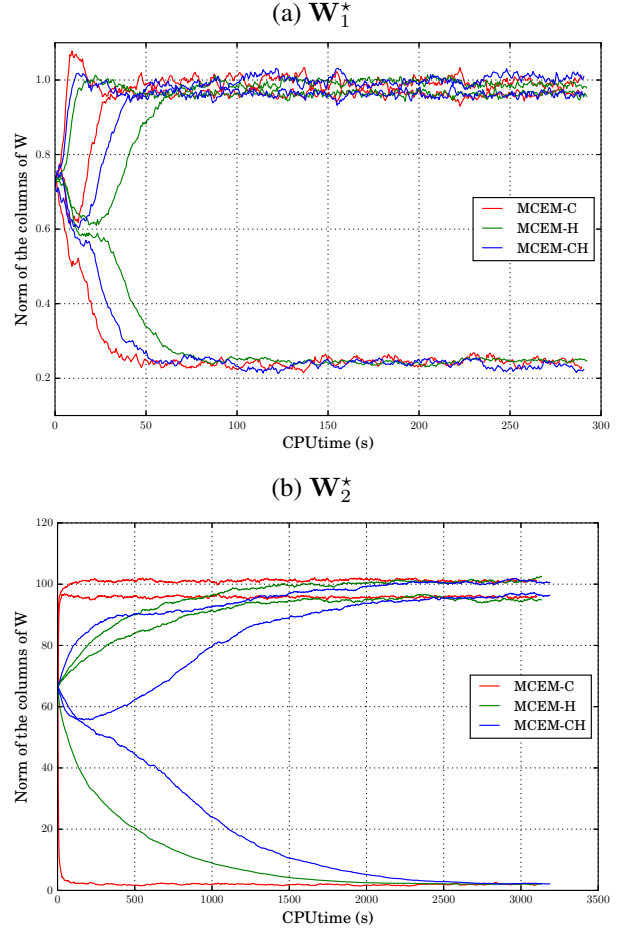 (a) W₁⋆
1.0
0.8
0.6
0.4
0.2
Norm of the columns of W
MCEM-C
MCEM-H
MCEM-CH
0 50 100 150 200 250 300
CPUtime (s)
(b) W₂⋆
120
100
80
60
40
20
0
Norm of the columns of W
MCEM-C
MCEM-H
MCEM-CH
0 500 1000 1500 2000 2500 3000 3500
CPUtime (s)